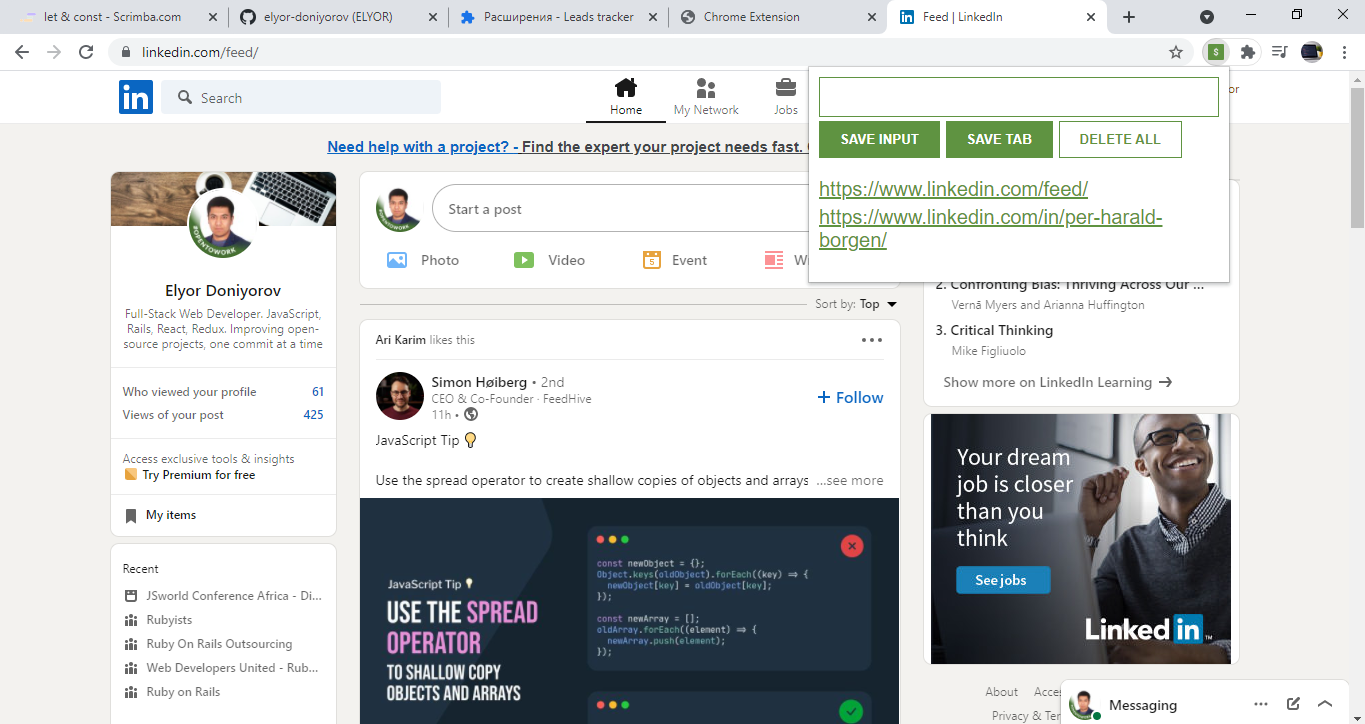 let & const - Scrimba.com
elyor-doniyorov (ELYOR)
Расширения - Leads tracker
Chrome Extension
Feed | LinkedIn
linkedin.com/feed/
in
Search
Home
My Network
Jobs
SAVE INPUT
SAVE TAB
DELETE ALL
https://www.linkedin.com/feed/
https://www.linkedin.com/in/per-harald-
borgen/
Need help with a project? - Find the expert your project needs fast.
#OPENTOWORK
Elyor Doniyorov
Full-Stack Web Developer. JavaScript,
Rails, React, Redux. Improving open-
source projects, one commit at a time
Who viewed your profile 61
Views of your post 425
Access exclusive tools & insights
Try Premium for free
My items
Recent
JSworld Conference Africa - Di...
Rubyists
Ruby On Rails Outsourcing
Web Developers United - Rub...
Ruby on Rails
Start a post
Photo
Video
Event
Sort by: Top
Ari Karim likes this
Simon Høiberg • 2nd
CEO & Co-Founder · FeedHive
11h •
+ Follow
JavaScript Tip
Use the spread operator to create shallow copies of objects and arrays ...see more
JavaScript Tip
USE THE SPREAD
OPERATOR
TO SHALLOW COPY
OBJECTS AND ARRAYS
const newObject = {};
Object.keys(oldObject).forEach((key) => {
newObject[key] = oldObject[key];
});
const newArray = [];
oldArray.forEach((element) => {
newArray.push(element);
});
2. Confronting Bias: Thriving Across Our ...
Vernā Myers and Arianna Huffington
3. Critical Thinking
Mike Figliuolo
Show more on LinkedIn Learning
Your dream
job is closer
than you
think
See jobs
Linked in
About
Messaging